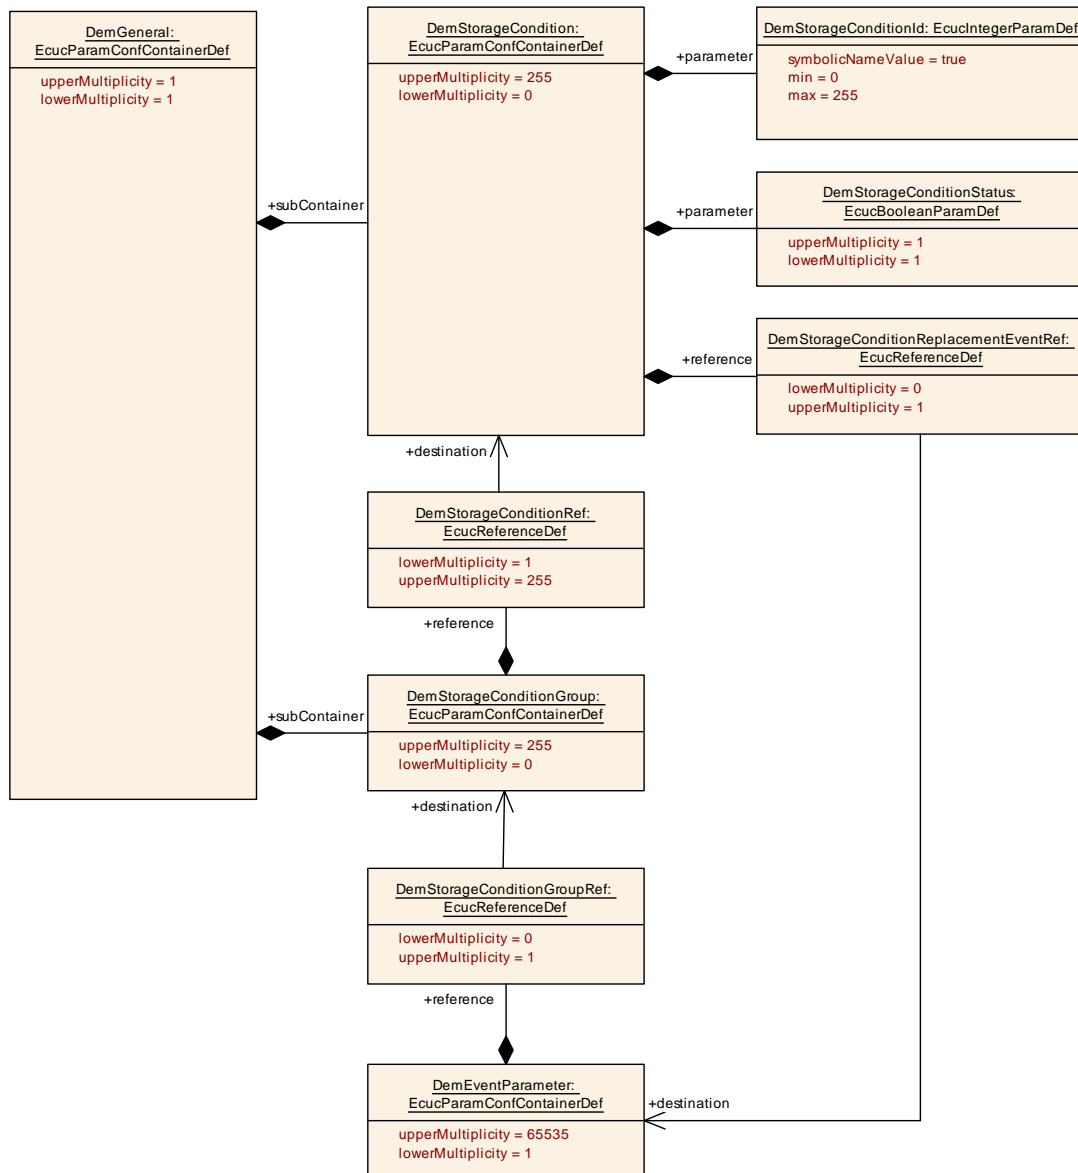 DemGeneral:
EcucParamConfContainerDef
upperMultiplicity = 1
lowerMultiplicity = 1
DemStorageCondition:
EcucParamConfContainerDef
upperMultiplicity = 255
lowerMultiplicity = 0
+parameter
DemStorageConditionId: EcucIntegerParamDef
symbolicNameValue = true
min = 0
max = 255
+subContainer
+parameter
DemStorageConditionStatus:
EcucBooleanParamDef
upperMultiplicity = 1
lowerMultiplicity = 1
+reference
DemStorageConditionReplacementEventRef:
EcucReferenceDef
lowerMultiplicity = 0
upperMultiplicity = 1
+destination
DemStorageConditionRef:
EcucReferenceDef
lowerMultiplicity = 1
upperMultiplicity = 255
+reference
+subContainer
DemStorageConditionGroup:
EcucParamConfContainerDef
upperMultiplicity = 255
lowerMultiplicity = 0
+destination
DemStorageConditionGroupRef:
EcucReferenceDef
lowerMultiplicity = 0
upperMultiplicity = 1
+reference
DemEventParameter:
EcucParamConfContainerDef
upperMultiplicity = 65535
lowerMultiplicity = 1
+destination